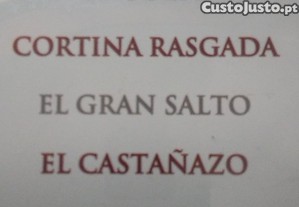 Custojusto.pt
CORTINA RASGADA
EL GRAN SALTO
EL CASTAÑAZO